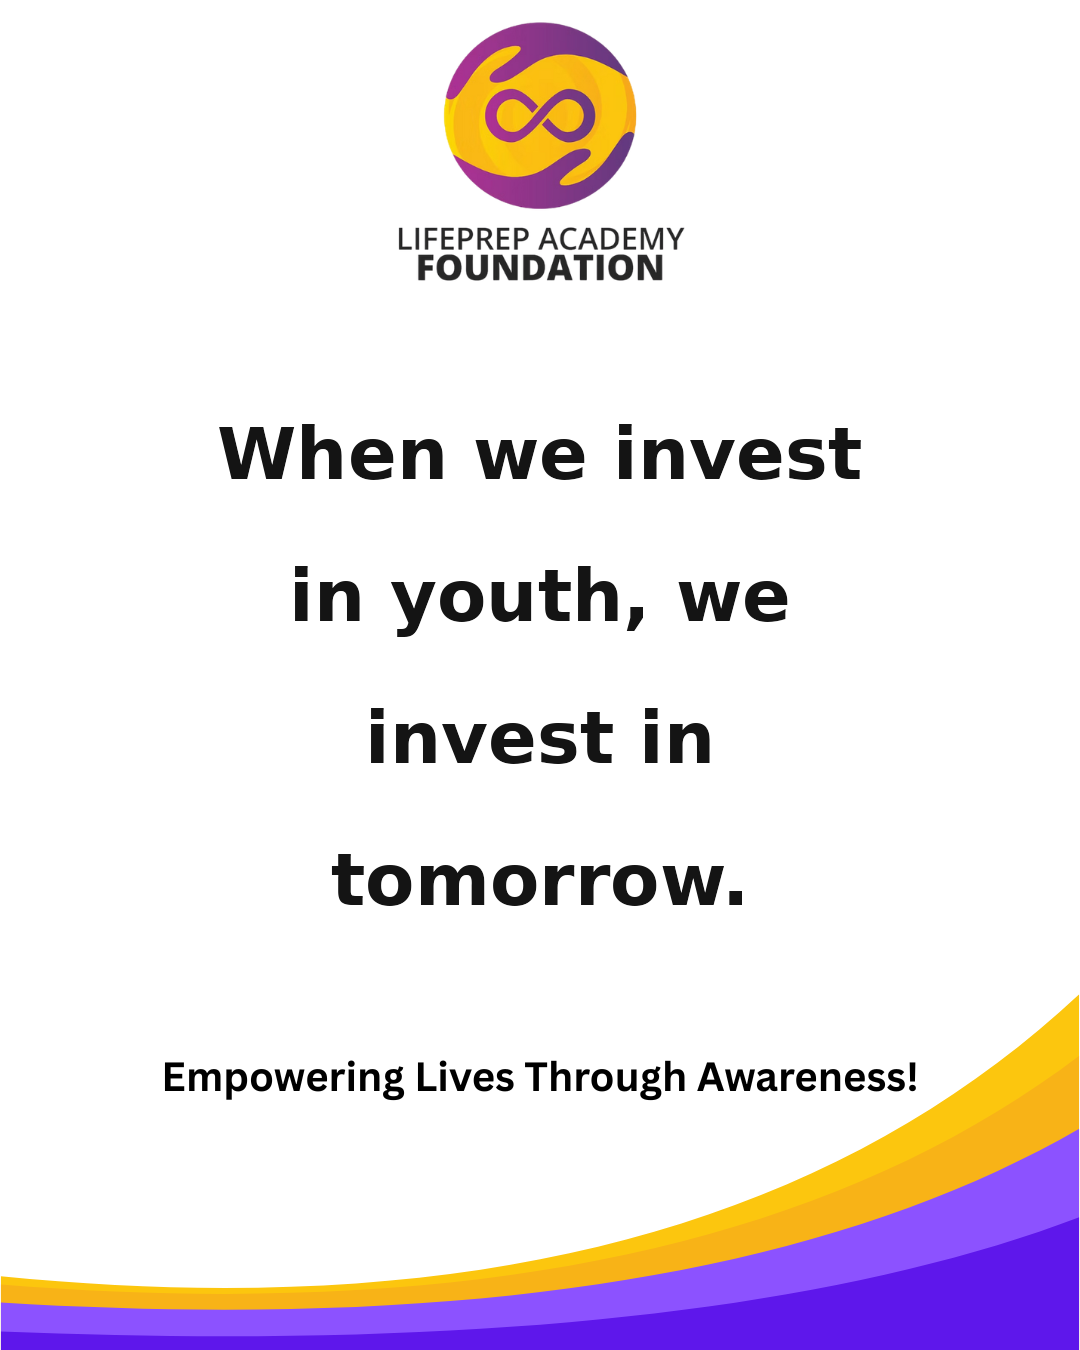 LIFEPREP ACADEMY
FOUNDATION
When we invest
in youth, we
invest in
tomorrow.
Empowering Lives Through Awareness!